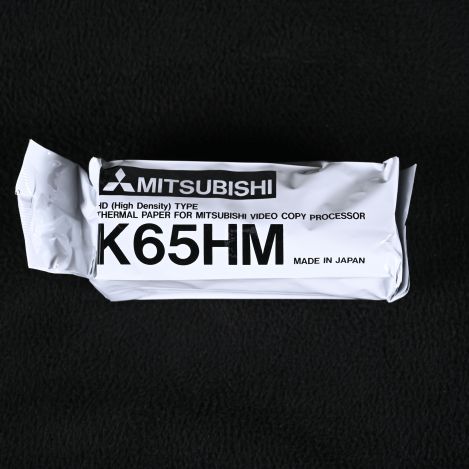 MITSUBISHI
HD (High Density) TYPE
THERMAL PAPER FOR MITSUBISHI VIDEO COPY PROCESSOR
K65HM MADE IN JAPAN